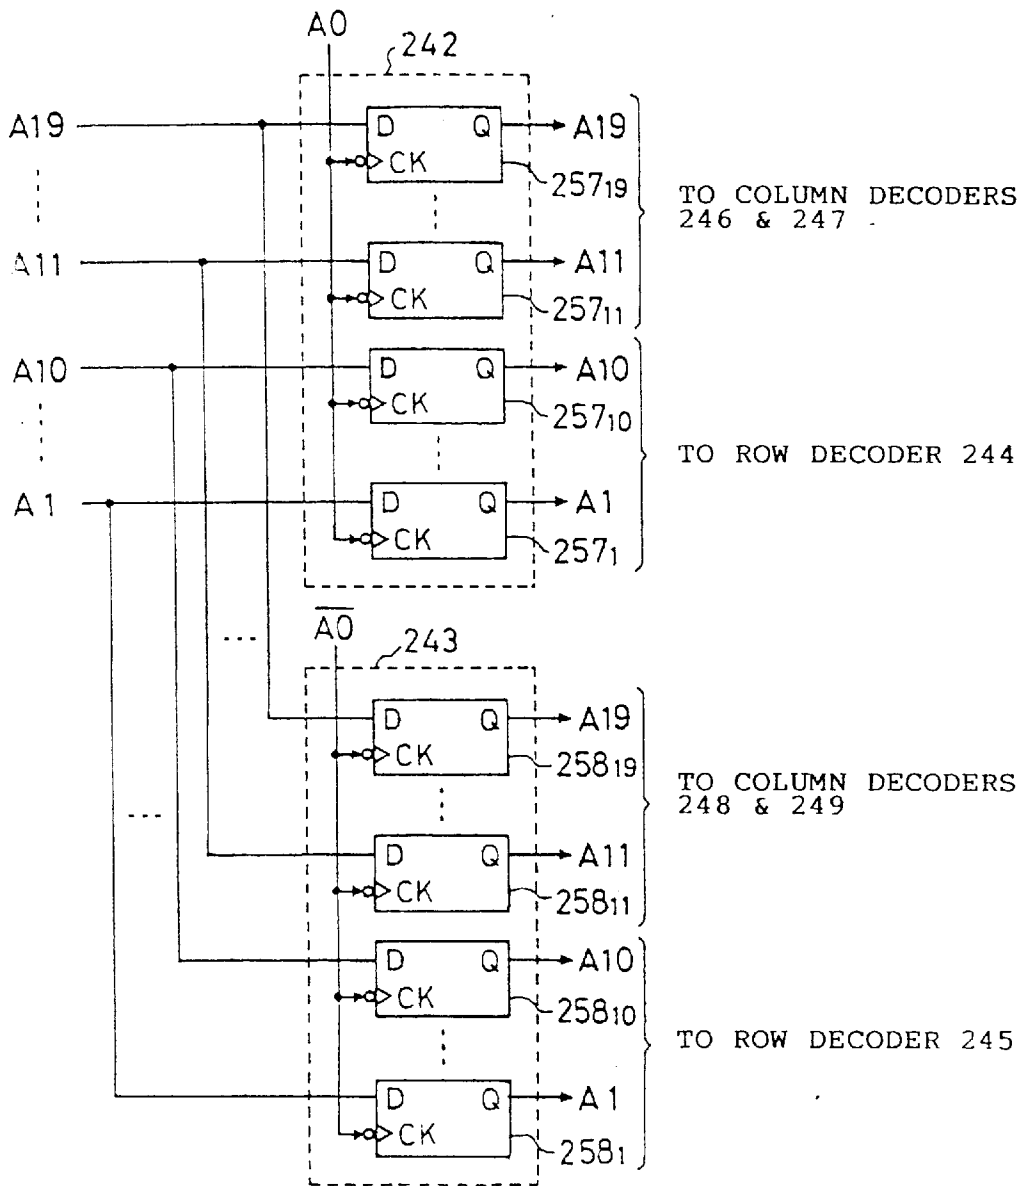 A0
242
A19 D Q A19
CK
257₁₉
TO COLUMN DECODERS
246 & 247
A11 D Q A11
CK
257₁₁
A10 D Q A10
CK
257₁₀
TO ROW DECODER 244
A1 D Q A1
CK
257₁
A̅0̅
243
D Q A19
CK
258₁₉
TO COLUMN DECODERS
248 & 249
D Q A11
CK
258₁₁
D Q A10
CK
258₁₀
TO ROW DECODER 245
D Q A1
CK
258₁